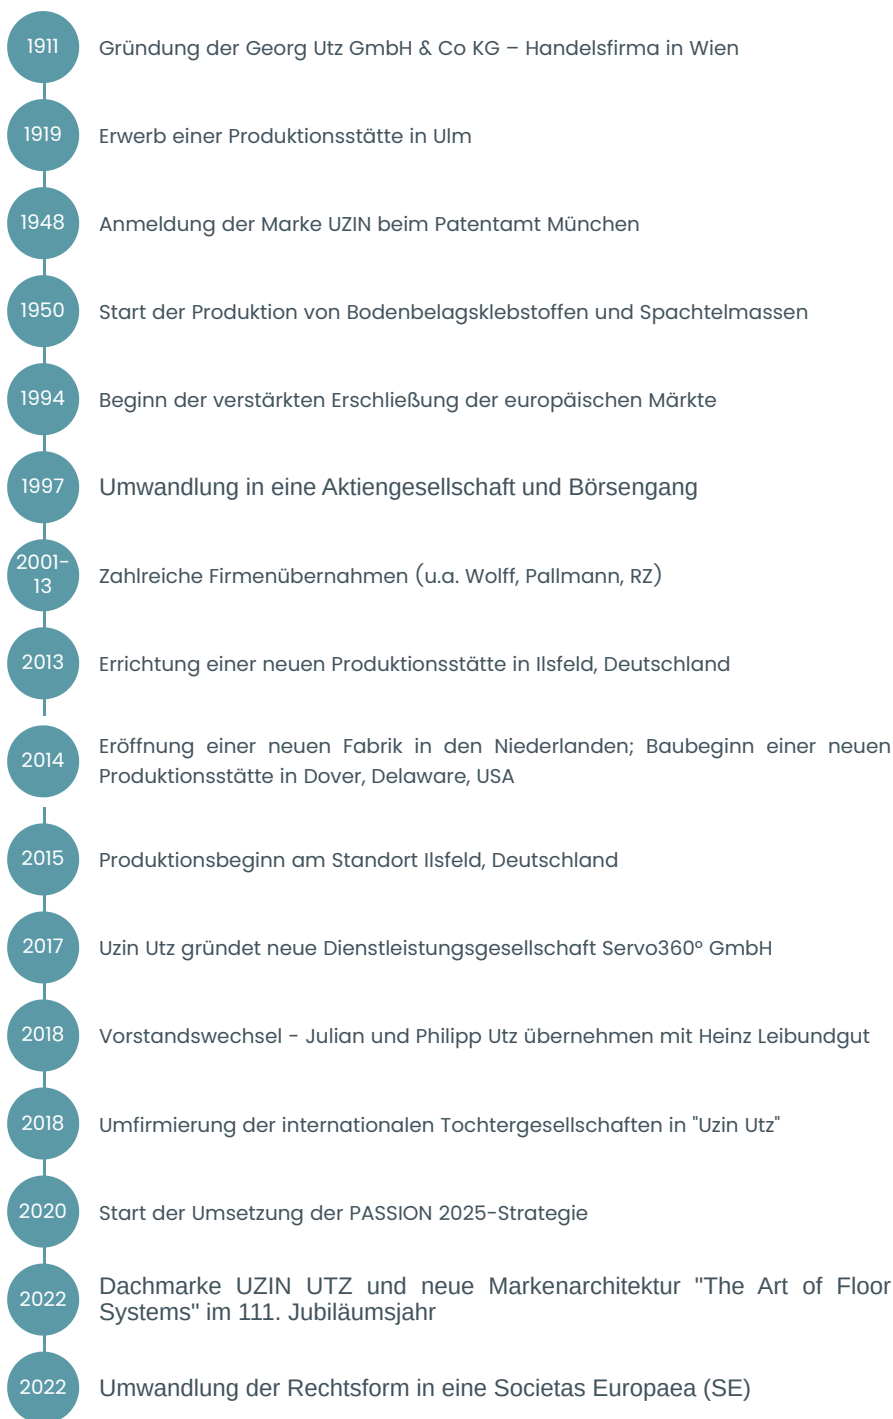 1911
Gründung der Georg Utz GmbH & Co KG – Handelsfirma in Wien
1919
Erwerb einer Produktionsstätte in Ulm
1948
Anmeldung der Marke UZIN beim Patentamt München
1950
Start der Produktion von Bodenbelagsklebstoffen und Spachtelmassen
1994
Beginn der verstärkten Erschließung der europäischen Märkte
1997
Umwandlung in eine Aktiengesellschaft und Börsengang
2001-
13
Zahlreiche Firmenübernahmen (u.a. Wolff, Pallmann, RZ)
2013
Errichtung einer neuen Produktionsstätte in Ilsfeld, Deutschland
2014
Eröffnung einer neuen Fabrik in den Niederlanden; Baubeginn einer neuen
Produktionsstätte in Dover, Delaware, USA
2015
Produktionsbeginn am Standort Ilsfeld, Deutschland
2017
Uzin Utz gründet neue Dienstleistungsgesellschaft Servo360° GmbH
2018
Vorstandswechsel - Julian und Philipp Utz übernehmen mit Heinz Leibundgut
2018
Umfirmierung der internationalen Tochtergesellschaften in "Uzin Utz"
2020
Start der Umsetzung der PASSION 2025-Strategie
2022
Dachmarke UZIN UTZ und neue Markenarchitektur "The Art of Floor
Systems" im 111. Jubiläumsjahr
2022
Umwandlung der Rechtsform in eine Societas Europaea (SE)